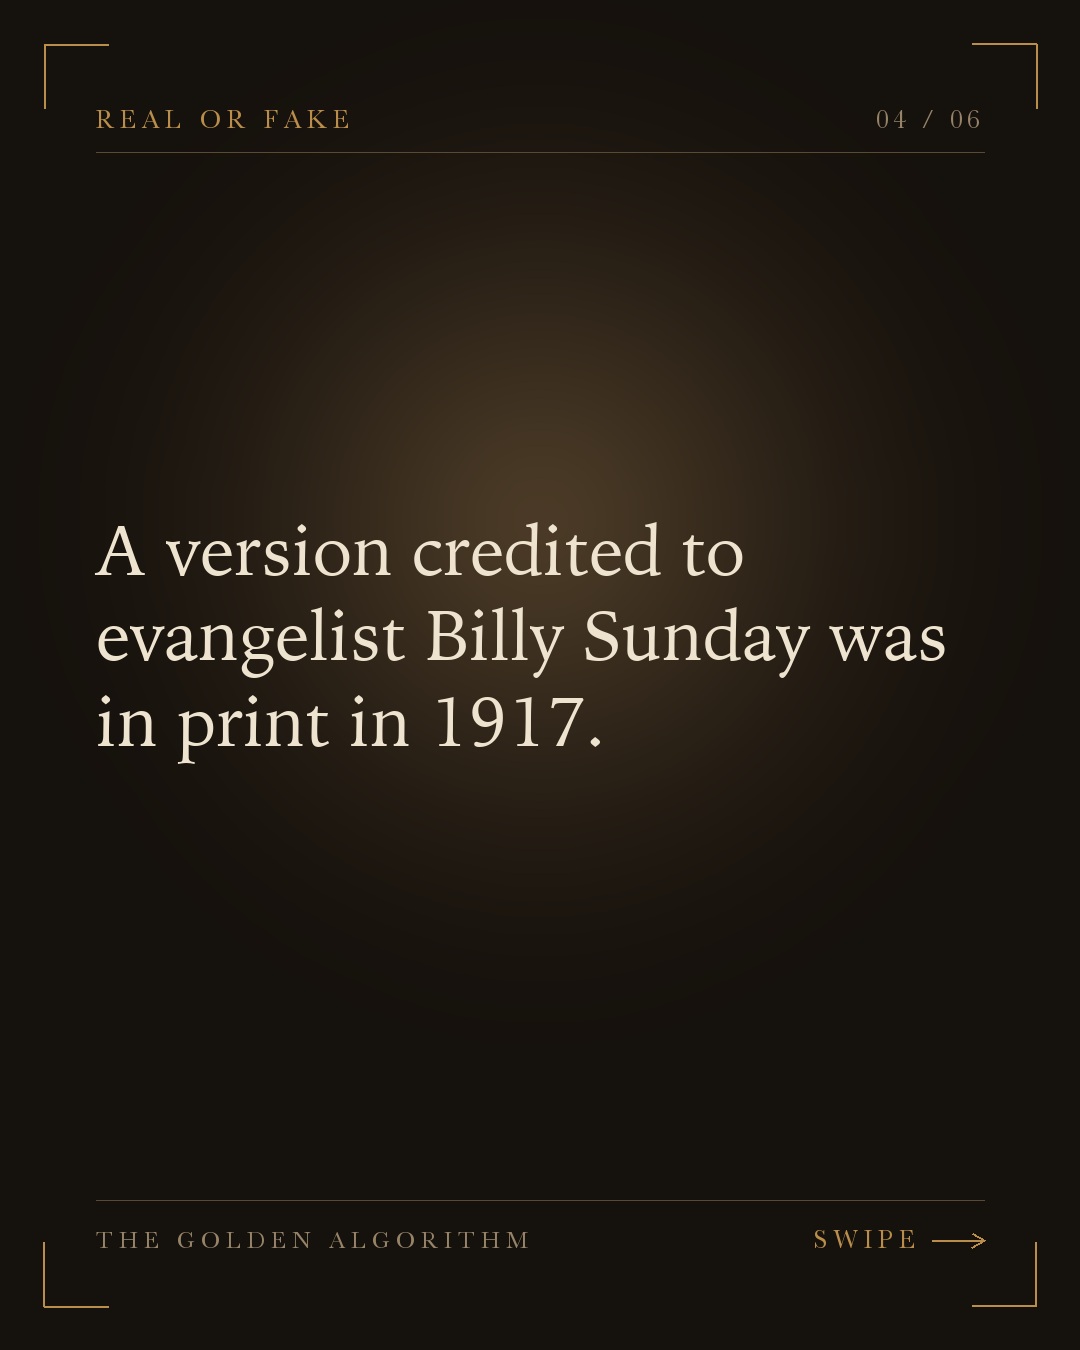 REAL OR FAKE
04 / 06
A version credited to
evangelist Billy Sunday was
in print in 1917.
THE GOLDEN ALGORITHM
SWIPE